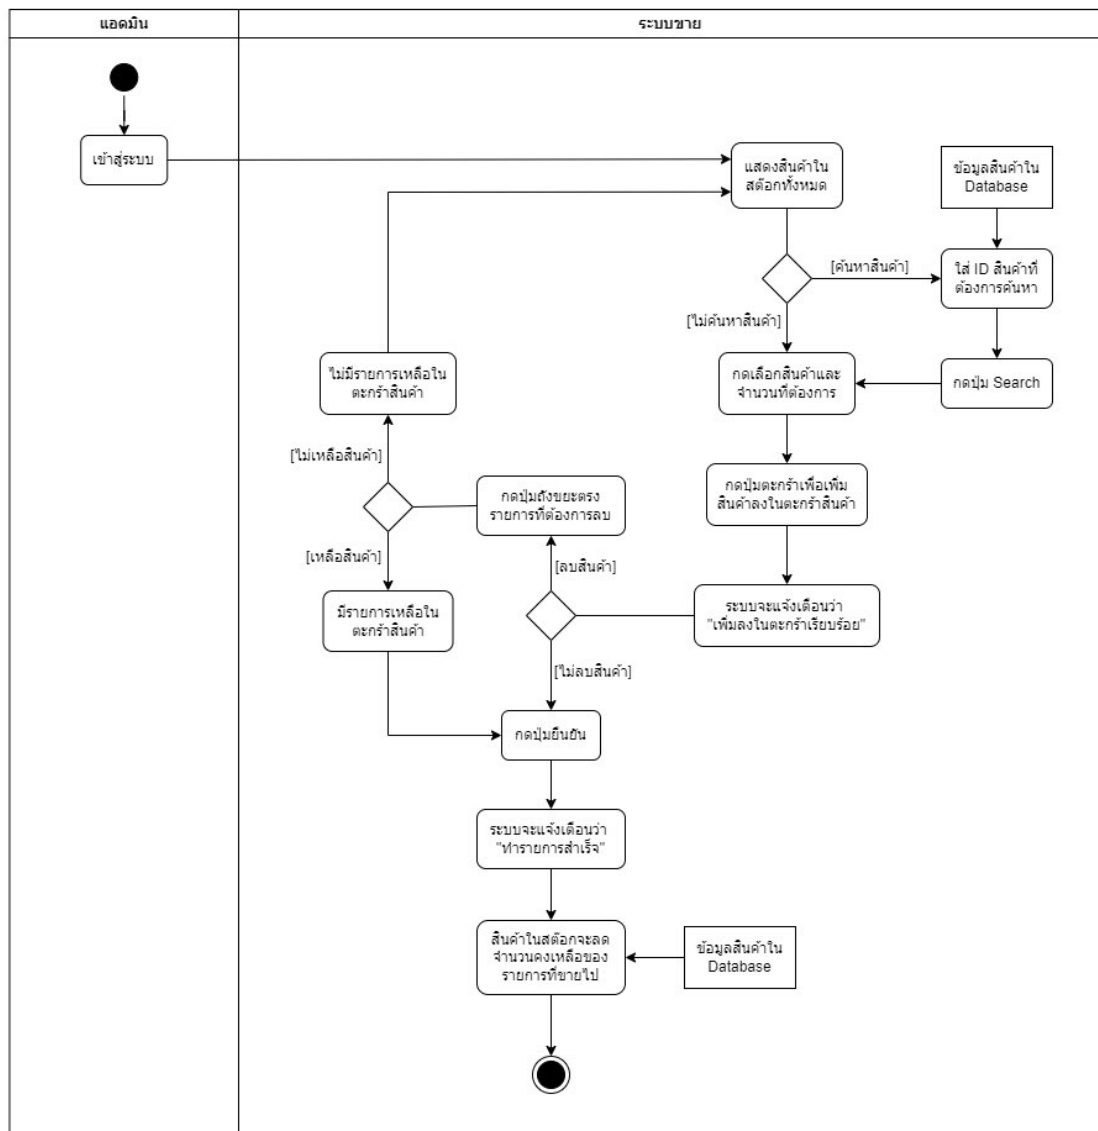 แอดมิน
ระบบขาย
เข้าสู่ระบบ
แสดงสินค้าใน
สต๊อกทั้งหมด
ข้อมูลสินค้าใน
Database
[ค้นหาสินค้า]
ใส่ ID สินค้าที่
ต้องการค้นหา
[ไม่ค้นหาสินค้า]
ไม่มีรายการเหลือใน
ตะกร้าสินค้า
กดเลือกสินค้าและ
จำนวนที่ต้องการ
กดปุ่ม Search
[ไม่เหลือสินค้า]
กดปุ่มถังขยะตรง
รายการที่ต้องการลบ
กดปุ่มตะกร้าเพื่อเพิ่ม
สินค้าลงในตะกร้าสินค้า
[เหลือสินค้า]
[ลบสินค้า]
มีรายการเหลือใน
ตะกร้าสินค้า
ระบบจะแจ้งเตือนว่า
"เพิ่มลงในตะกร้าเรียบร้อย"
[ไม่ลบสินค้า]
กดปุ่มยืนยัน
ระบบจะแจ้งเตือนว่า
"ทำรายการสำเร็จ"
สินค้าในสต๊อกจะลด
จำนวนคงเหลือของ
รายการที่ขายไป
ข้อมูลสินค้าใน
Database